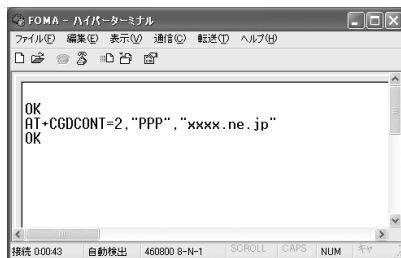 FOMA - ハイパーターミナル
ファイル(F) 編集(E) 表示(V) 通信(C) 転送(T) ヘルプ(H)
OK
AT+CGDCONT=2,"PPP","xxxx.ne.jp"
OK
接続 0:00:43 自動検出 460800 8-N-1 SCROLL CAPS NUM キャ